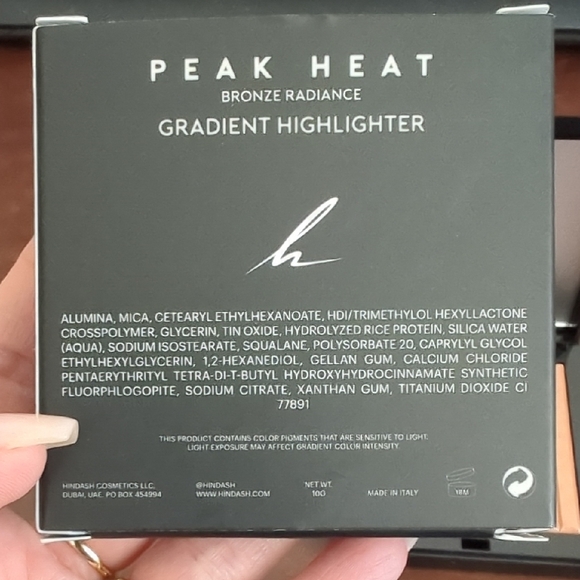 PEAK HEAT
BRONZE RADIANCE
GRADIENT HIGHLIGHTER
h
ALUMINA, MICA, CETEARYL ETHYLHEXANOATE, HDI/TRIMETHYLOL HEXYLLACTONE
CROSSPOLYMER, GLYCERIN, TIN OXIDE, HYDROLYZED RICE PROTEIN, SILICA WATER
(AQUA), SODIUM ISOSTEARATE, SQUALANE, POLYSORBATE 20, CAPRYLYL GLYCOL
ETHYLHEXYLGLYCERIN, 1,2-HEXANEDIOL, GELLAN GUM, CALCIUM CHLORIDE
PENTAERYTHRITYL TETRA-DI-T-BUTYL HYDROXYHYDROCINNAMATE SYNTHETIC
FLUORPHLOGOPITE, SODIUM CITRATE, XANTHAN GUM, TITANIUM DIOXIDE CI
77891
THIS PRODUCT CONTAINS COLOR PIGMENTS THAT ARE SENSITIVE TO LIGHT.
LIGHT EXPOSURE MAY AFFECT GRADIENT COLOR INTENSITY.
HINDASH COSMETICS LLC. @HINDASH NET WT.
DUBAI, UAE. PO BOX 454994 WWW.HINDASH.COM 10G MADE IN ITALY 18M